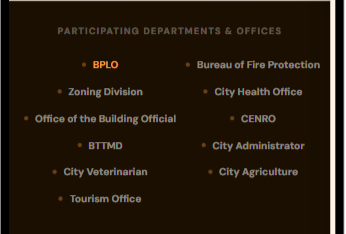 PARTICIPATING DEPARTMENTS & OFFICES
BPLO
Bureau of Fire Protection
Zoning Division
City Health Office
Office of the Building Official
CENRO
BTTMD
City Administrator
City Veterinarian
City Agriculture
Tourism Office